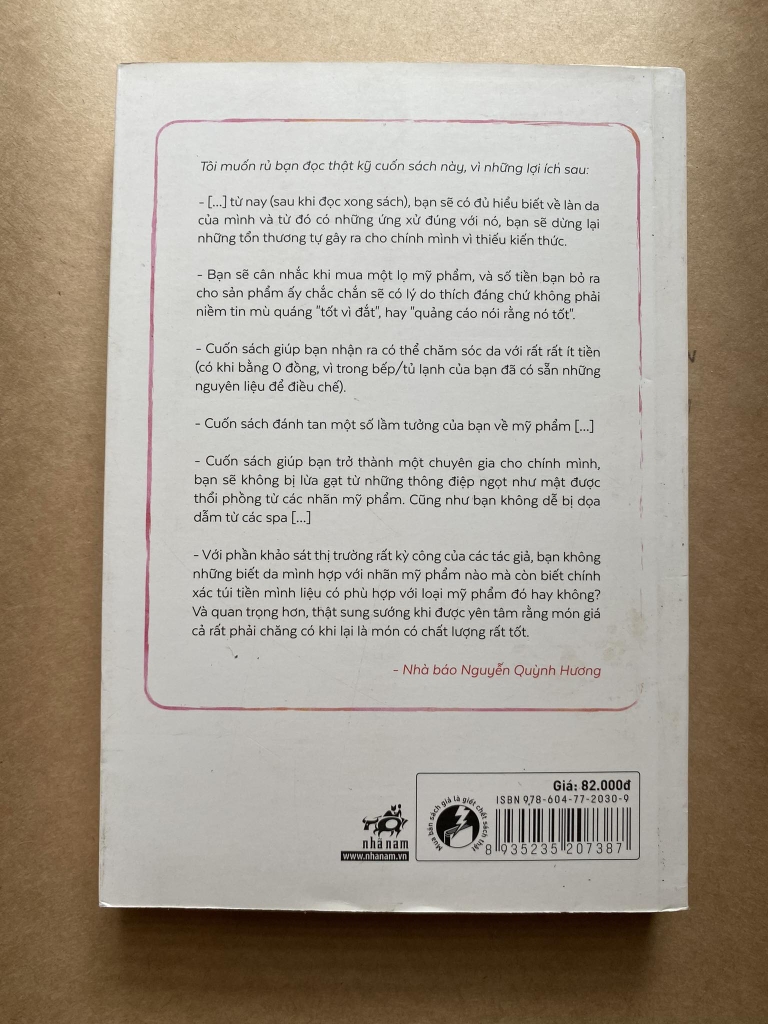 Tôi muốn rủ bạn đọc thật kỹ cuốn sách này, vì những lợi ích sau:
- [...] từ nay (sau khi đọc xong sách), bạn sẽ có đủ hiểu biết về làn da
của mình và từ đó có những ứng xử đúng với nó, bạn sẽ dừng lại
những tổn thương tự gây ra cho chính mình vì thiếu kiến thức.
- Bạn sẽ cân nhắc khi mua một lọ mỹ phẩm, và số tiền bạn bỏ ra
cho sản phẩm ấy chắc chắn sẽ có lý do thích đáng chứ không phải
niềm tin mù quáng "tốt vì đắt", hay "quảng cáo nói rằng nó tốt".
- Cuốn sách giúp bạn nhận ra có thể chăm sóc da với rất rất ít tiền
(có khi bằng 0 đồng, vì trong bếp/tủ lạnh của bạn đã có sẵn những
nguyên liệu để điều chế).
- Cuốn sách đánh tan một số lầm tưởng của bạn về mỹ phẩm [...]
- Cuốn sách giúp bạn trở thành một chuyên gia cho chính mình,
bạn sẽ không bị lừa gạt từ những thông điệp ngọt như mật được
thổi phồng từ các nhãn mỹ phẩm. Cũng như bạn không dễ bị dọa
dẫm từ các spa [...]
- Với phần khảo sát thị trường rất kỳ công của các tác giả, bạn không
những biết da mình hợp với nhãn mỹ phẩm nào mà còn biết chính
xác túi tiền mình liệu có phù hợp với loại mỹ phẩm đó hay không?
Và quan trọng hơn, thật sung sướng khi được yên tâm rằng món giá
cả rất phải chăng có khi lại là món có chất lượng rất tốt.
- Nhà báo Nguyễn Quỳnh Hương
Giá: 82.000đ
ISBN 978-604-77-2030-9
Mua bán sách giả là giết chết sách thật
8 935235 207387
nhã nam
www.nhanam.vn